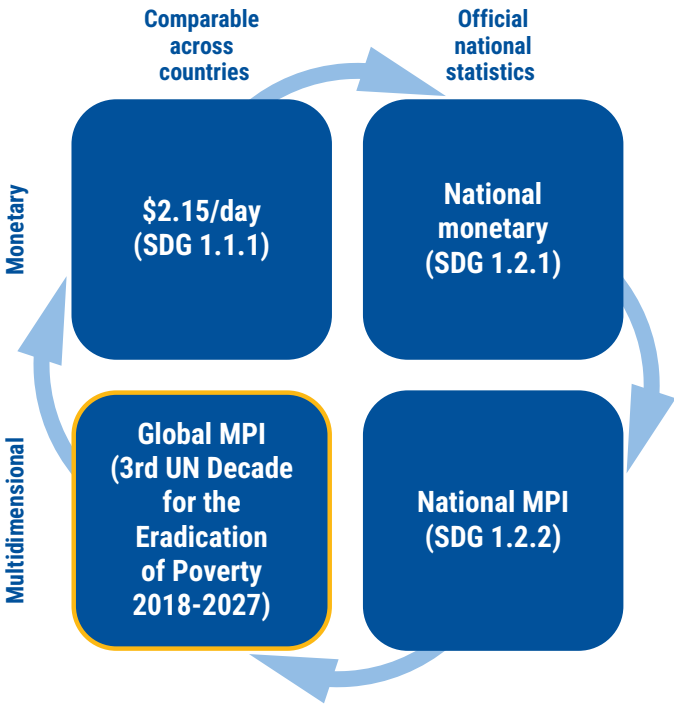 Comparable
across
countries
Official
national
statistics
Monetary
$2.15/day
(SDG 1.1.1)
National
monetary
(SDG 1.2.1)
Multidimensional
Global MPI
(3rd UN Decade
for the
Eradication
of Poverty
2018-2027)
National MPI
(SDG 1.2.2)